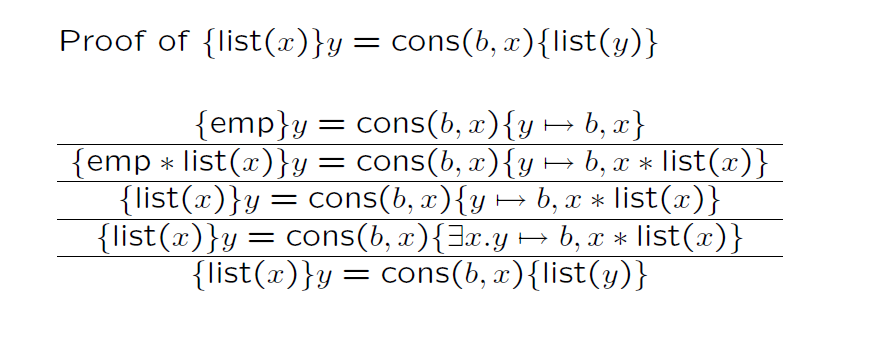 Proof of {list(x)}y = cons(b, x){list(y)}
{emp}y = cons(b, x){y ↦ b, x}
{emp ∗ list(x)}y = cons(b, x){y ↦ b, x ∗ list(x)}
{list(x)}y = cons(b, x){y ↦ b, x ∗ list(x)}
{list(x)}y = cons(b, x){∃x.y ↦ b, x ∗ list(x)}
{list(x)}y = cons(b, x){list(y)}